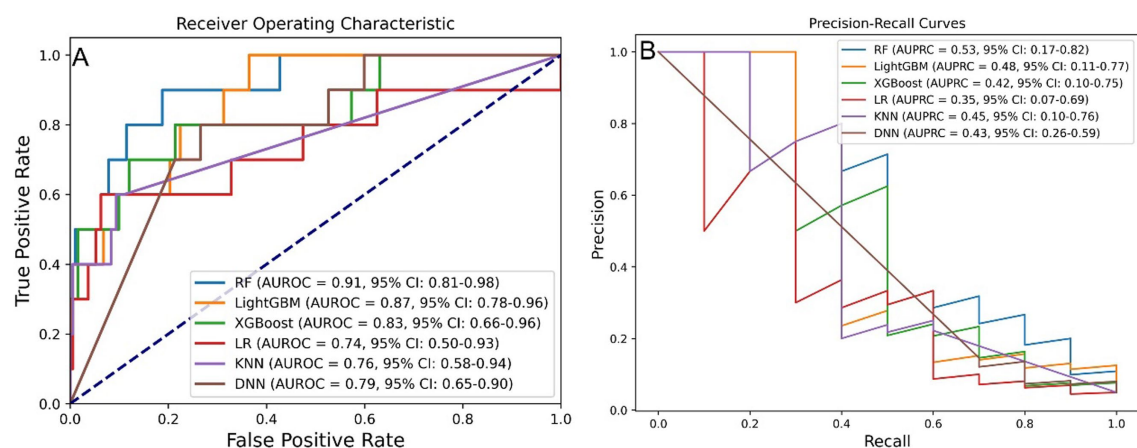 Receiver Operating Characteristic
A
True Positive Rate
1.0
0.8
0.6
0.4
0.2
0.0
RF (AUROC = 0.91, 95% CI: 0.81-0.98)
LightGBM (AUROC = 0.87, 95% CI: 0.78-0.96)
XGBoost (AUROC = 0.83, 95% CI: 0.66-0.96)
LR (AUROC = 0.74, 95% CI: 0.50-0.93)
KNN (AUROC = 0.76, 95% CI: 0.58-0.94)
DNN (AUROC = 0.79, 95% CI: 0.65-0.90)
0.0 0.2 0.4 0.6 0.8 1.0
False Positive Rate
Precision-Recall Curves
B
Precision
1.0
0.8
0.6
0.4
0.2
0.0
RF (AUPRC = 0.53, 95% CI: 0.17-0.82)
LightGBM (AUPRC = 0.48, 95% CI: 0.11-0.77)
XGBoost (AUPRC = 0.42, 95% CI: 0.10-0.75)
LR (AUPRC = 0.35, 95% CI: 0.07-0.69)
KNN (AUPRC = 0.45, 95% CI: 0.10-0.76)
DNN (AUPRC = 0.43, 95% CI: 0.26-0.59)
0.0 0.2 0.4 0.6 0.8 1.0
Recall